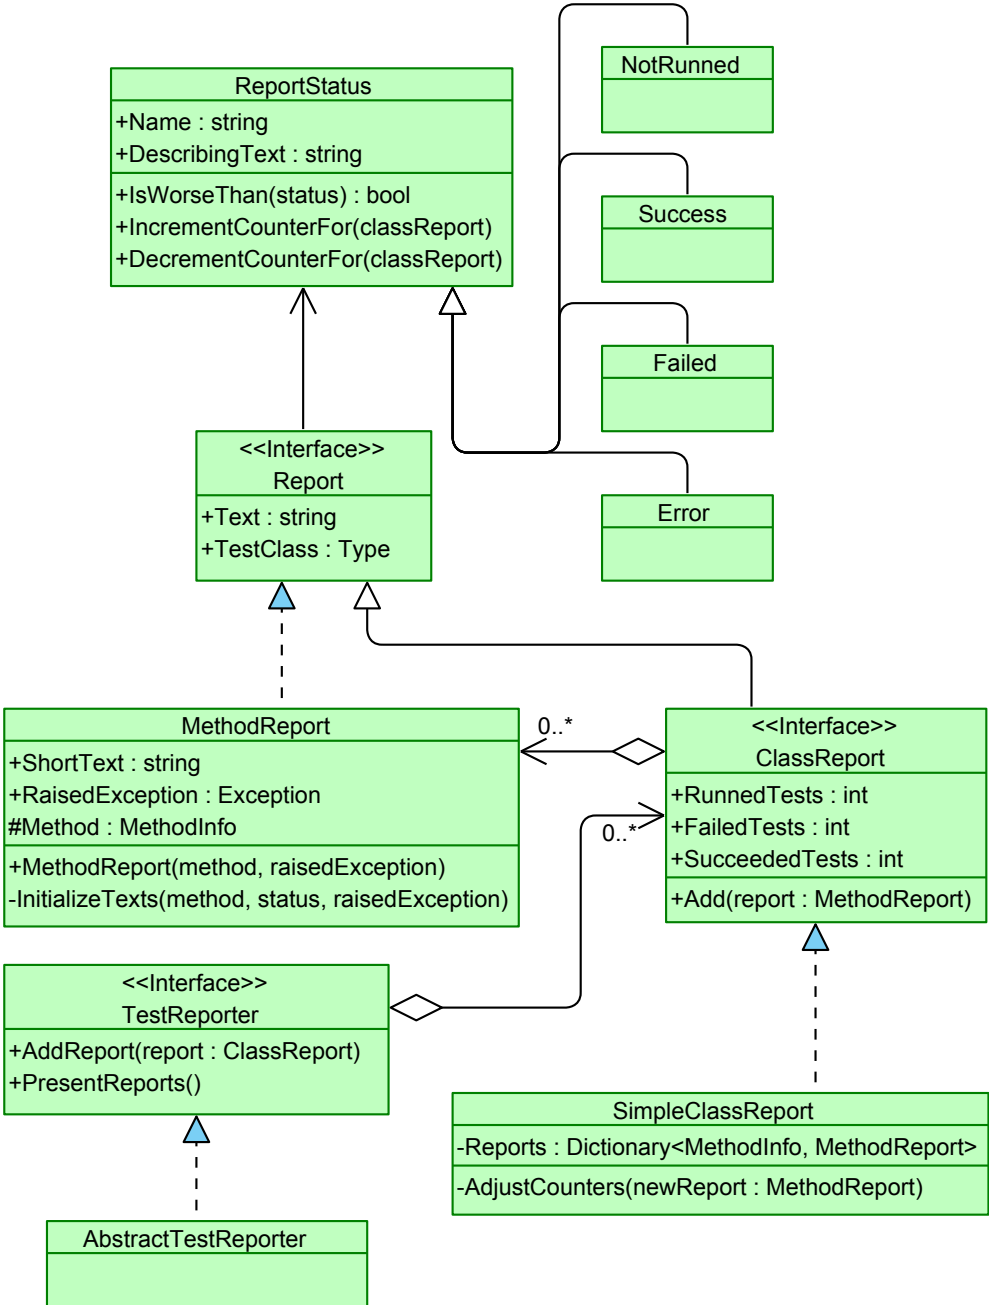 ReportStatus
+Name : string
+DescribingText : string
+IsWorseThan(status) : bool
+IncrementCounterFor(classReport)
+DecrementCounterFor(classReport)
NotRunned
Success
Failed
Error
<<Interface>>
Report
+Text : string
+TestClass : Type
MethodReport
+ShortText : string
+RaisedException : Exception
#Method : MethodInfo
+MethodReport(method, raisedException)
-InitializeTexts(method, status, raisedException)
0..*
<<Interface>>
ClassReport
+RunnedTests : int
+FailedTests : int
+SucceededTests : int
+Add(report : MethodReport)
0..*
<<Interface>>
TestReporter
+AddReport(report : ClassReport)
+PresentReports()
SimpleClassReport
-Reports : Dictionary<MethodInfo, MethodReport>
-AdjustCounters(newReport : MethodReport)
AbstractTestReporter